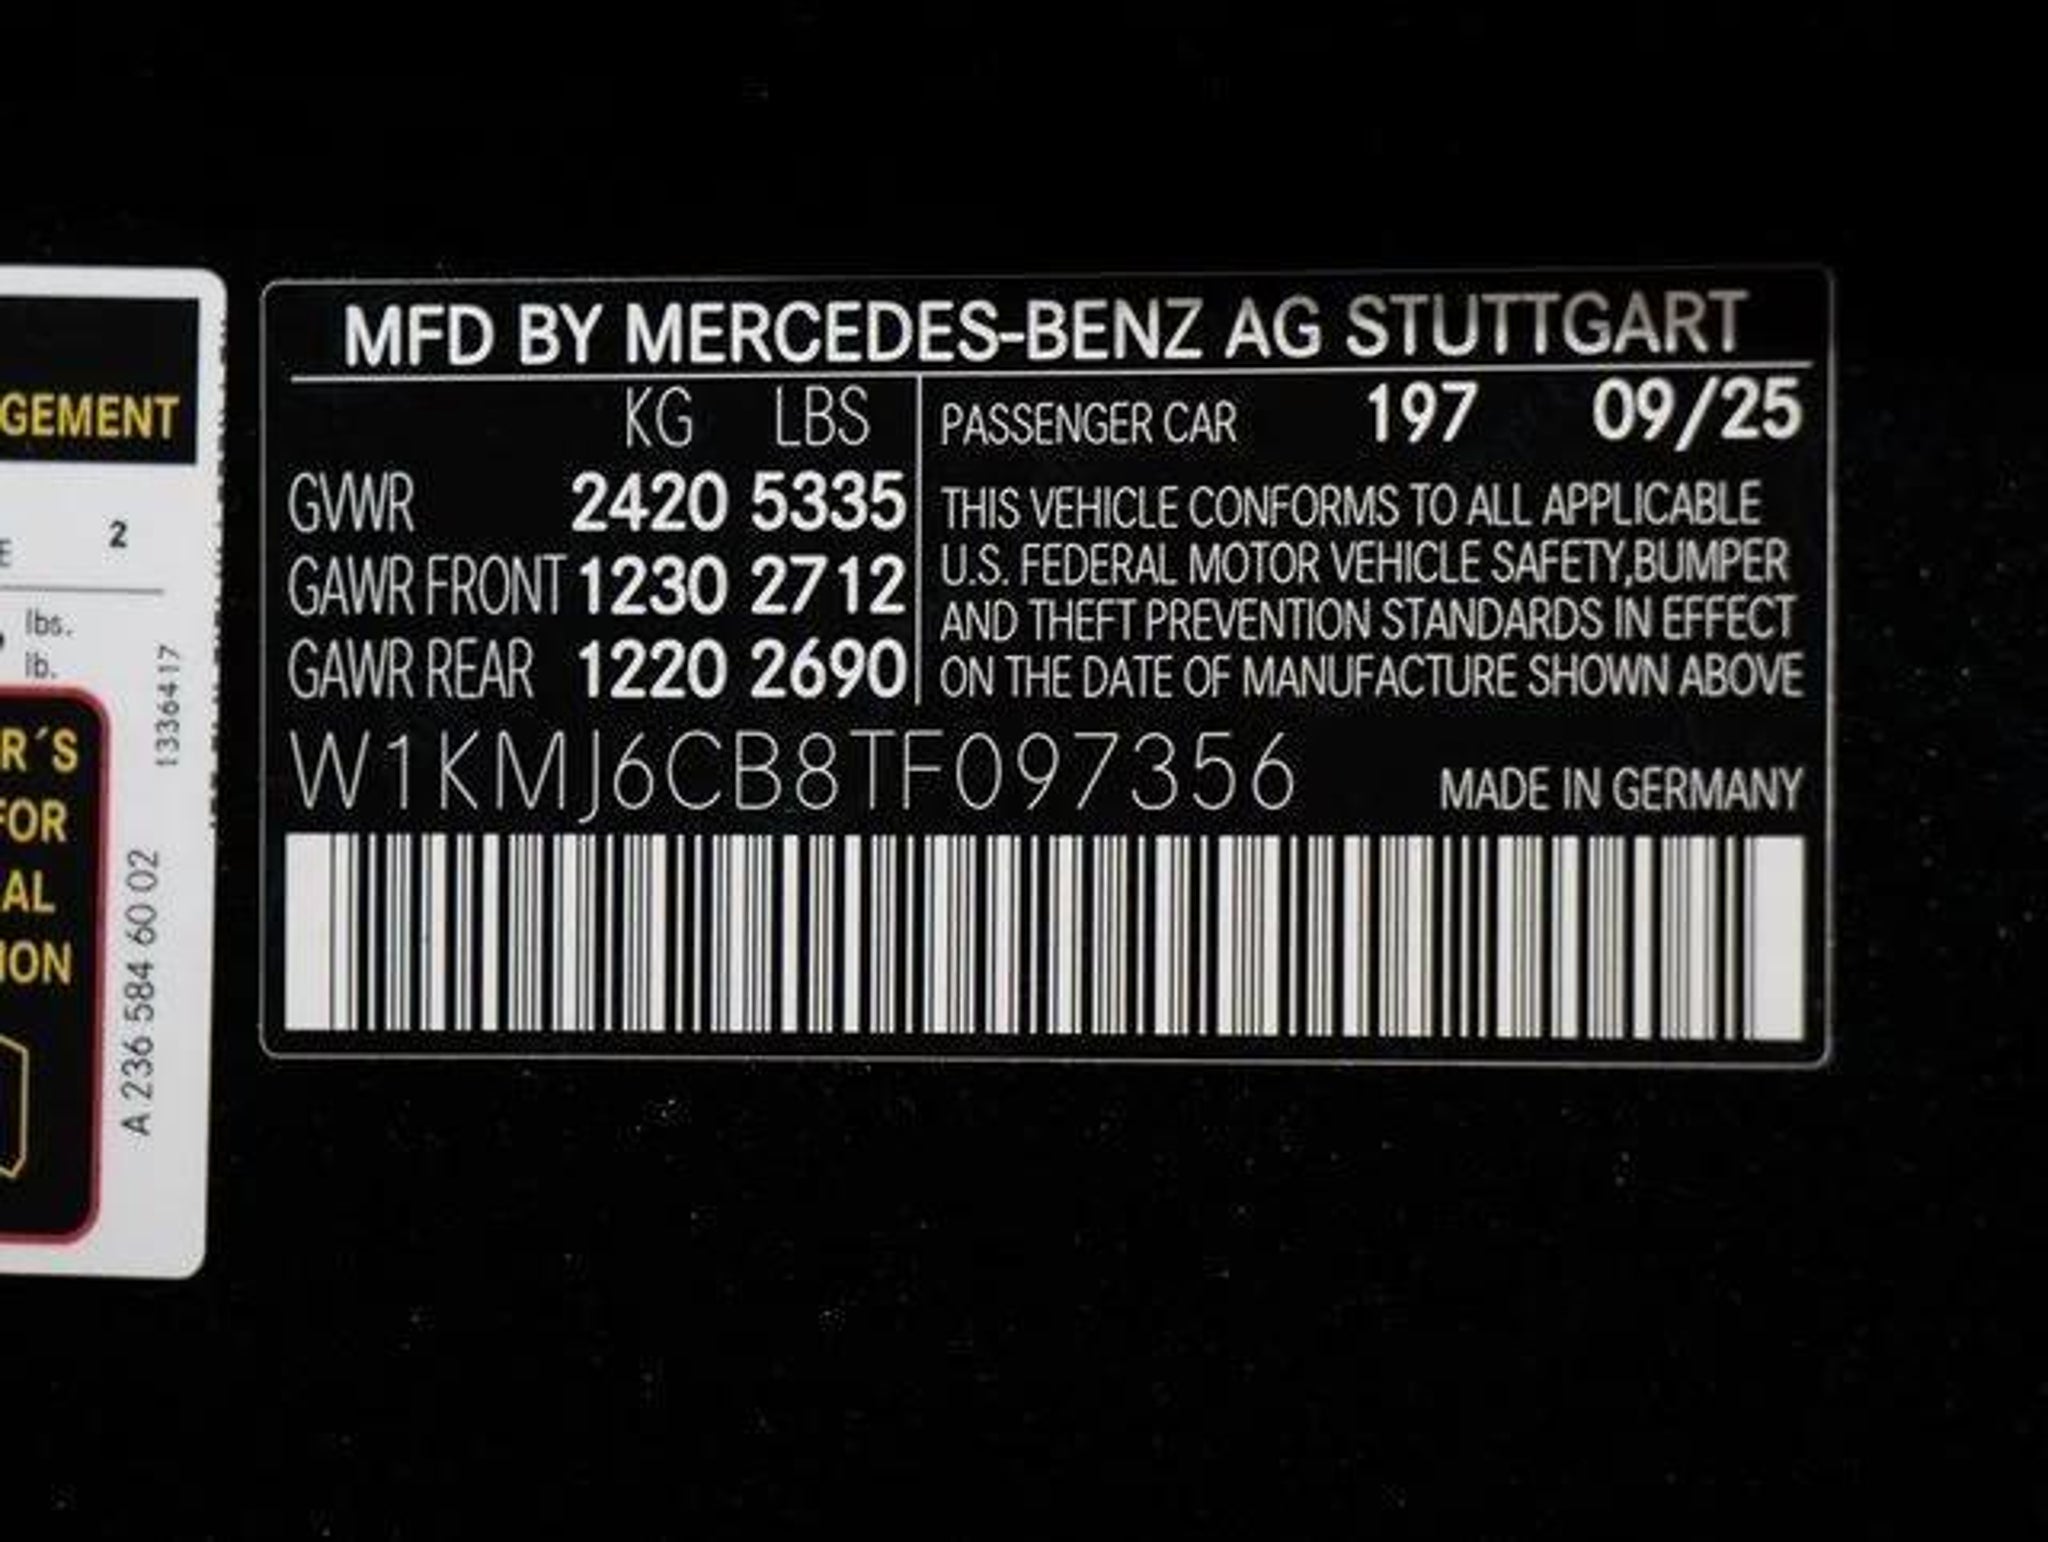 GEMENT
E 2
lbs.
lb.
R´S
FOR
AL
ION
1336417
A 236 584 60 02
MFD BY MERCEDES-BENZ AG STUTTGART
KG LBS
GVWR 2420 5335
GAWR FRONT 1230 2712
GAWR REAR 1220 2690
PASSENGER CAR 197 09/25
THIS VEHICLE CONFORMS TO ALL APPLICABLE
U.S. FEDERAL MOTOR VEHICLE SAFETY,BUMPER
AND THEFT PREVENTION STANDARDS IN EFFECT
ON THE DATE OF MANUFACTURE SHOWN ABOVE
W1KMJ6CB8TF097356
MADE IN GERMANY